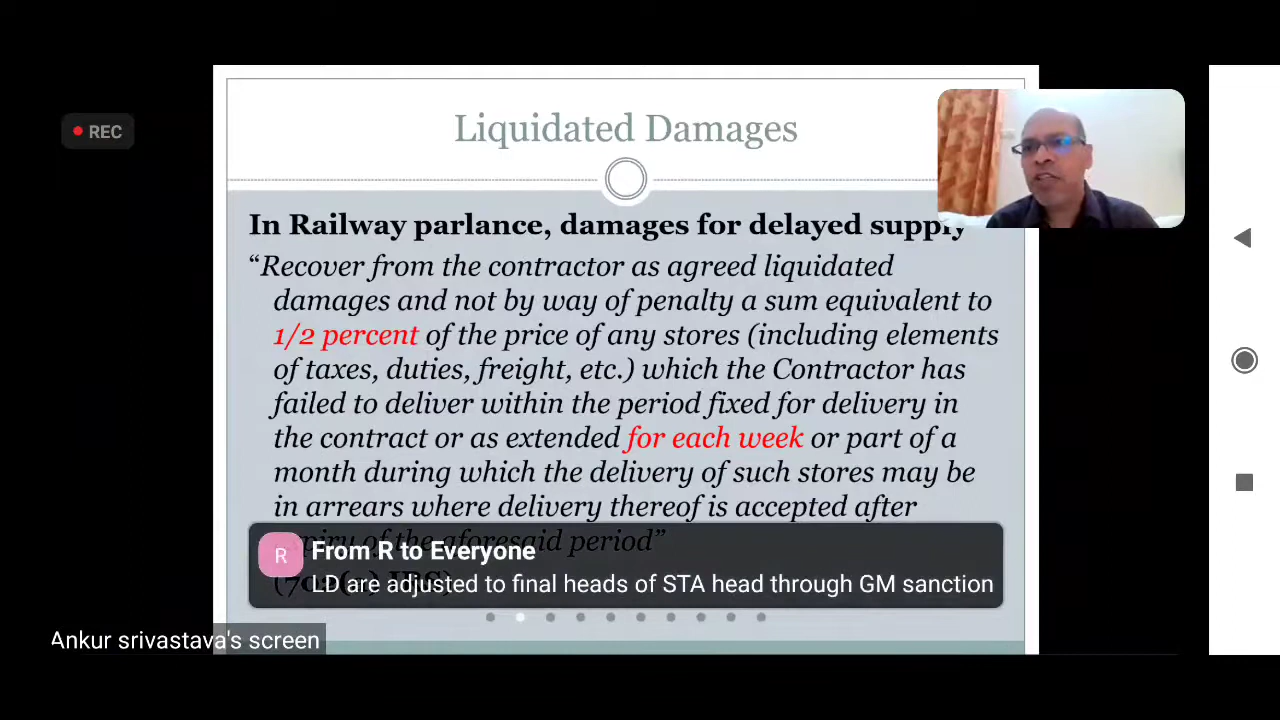 Liquidated Damages
REC
In Railway parlance, damages for delayed supply
“Recover from the contractor as agreed liquidated
damages and not by way of penalty a sum equivalent to
1/2 percent of the price of any stores (including elements
of taxes, duties, freight, etc.) which the Contractor has
failed to deliver within the period fixed for delivery in
the contract or as extended for each week or part of a
month during which the delivery of such stores may be
in arrears where delivery thereof is accepted after
expiry of the aforesaid period”
R
From R to Everyone
LD are adjusted to final heads of STA head through GM sanction
Ankur srivastava's screen